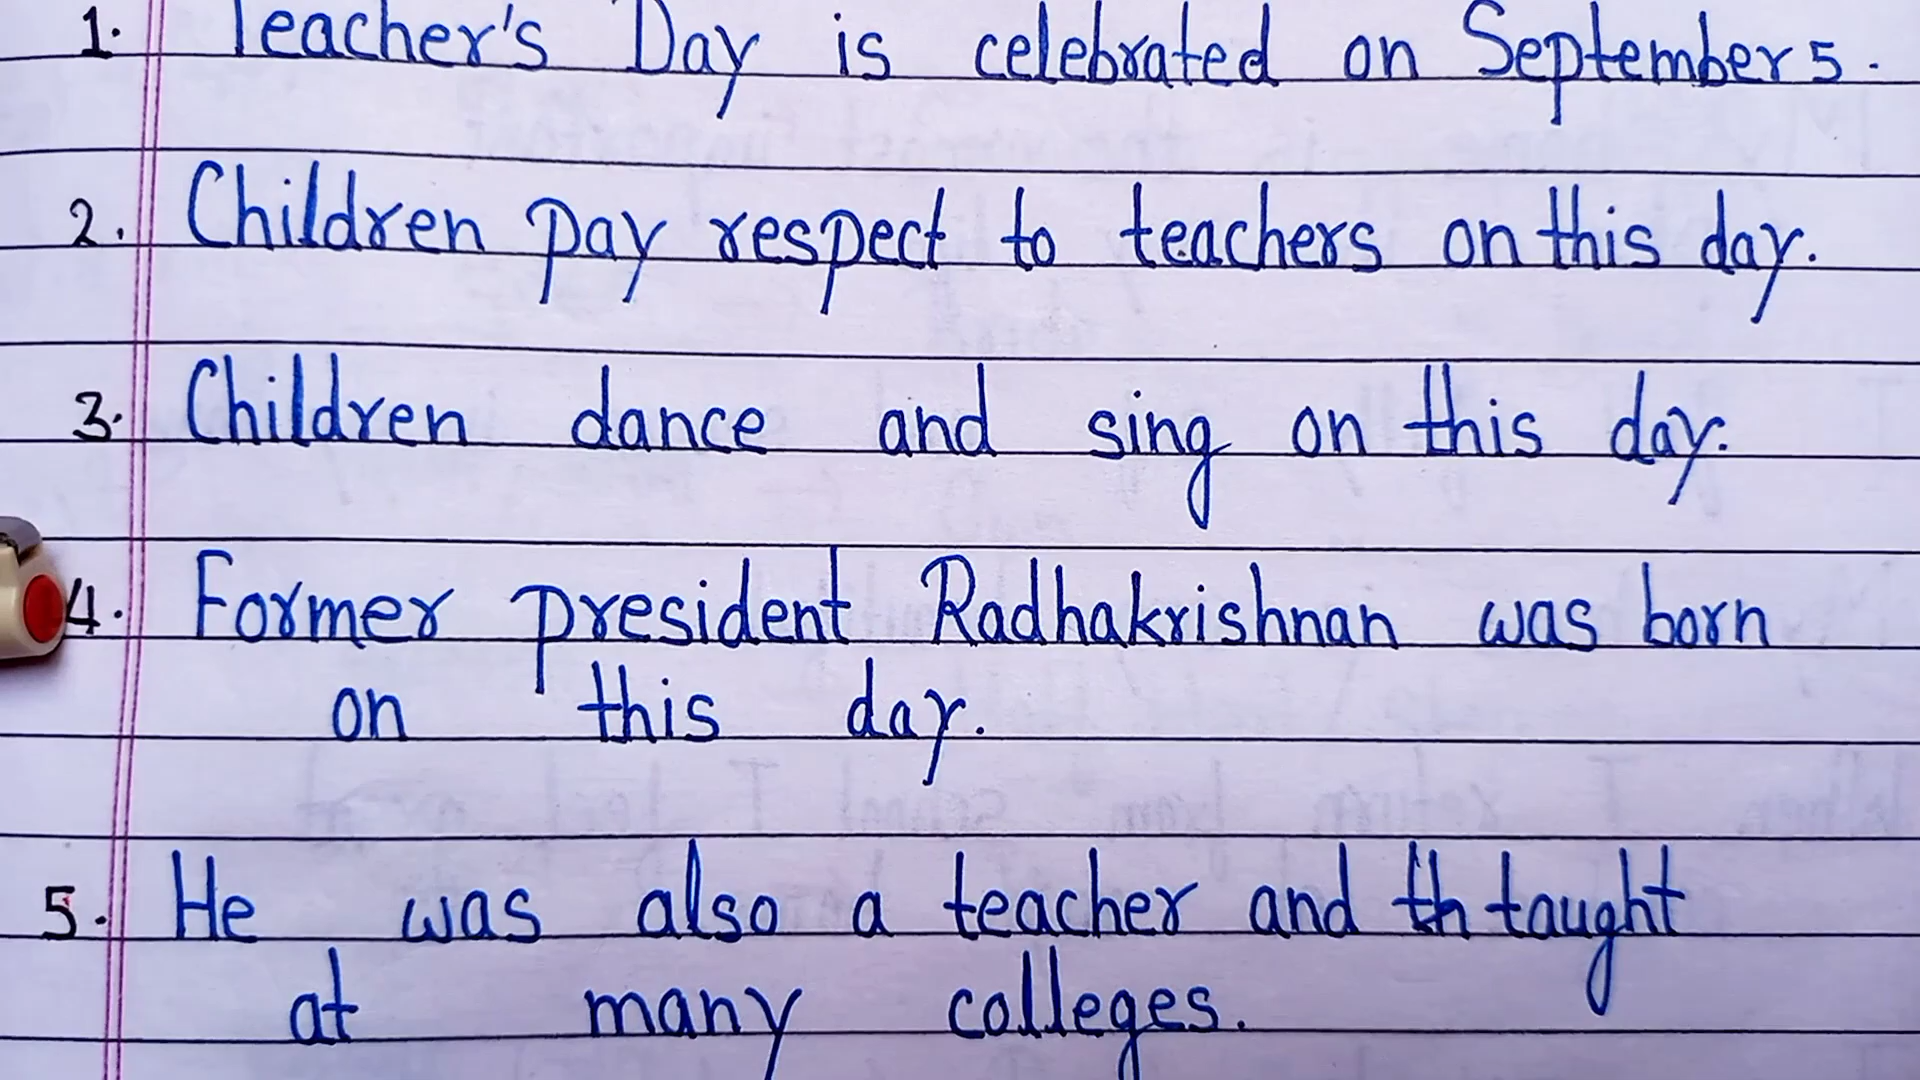 1. Teacher's Day is celebrated on September 5.
2. Children pay respect to teachers on this day.
3. Children dance and sing on this day.
4. Former president Radhakrishnan was born
on this day.
5. He was also a teacher and th taught
at many colleges.